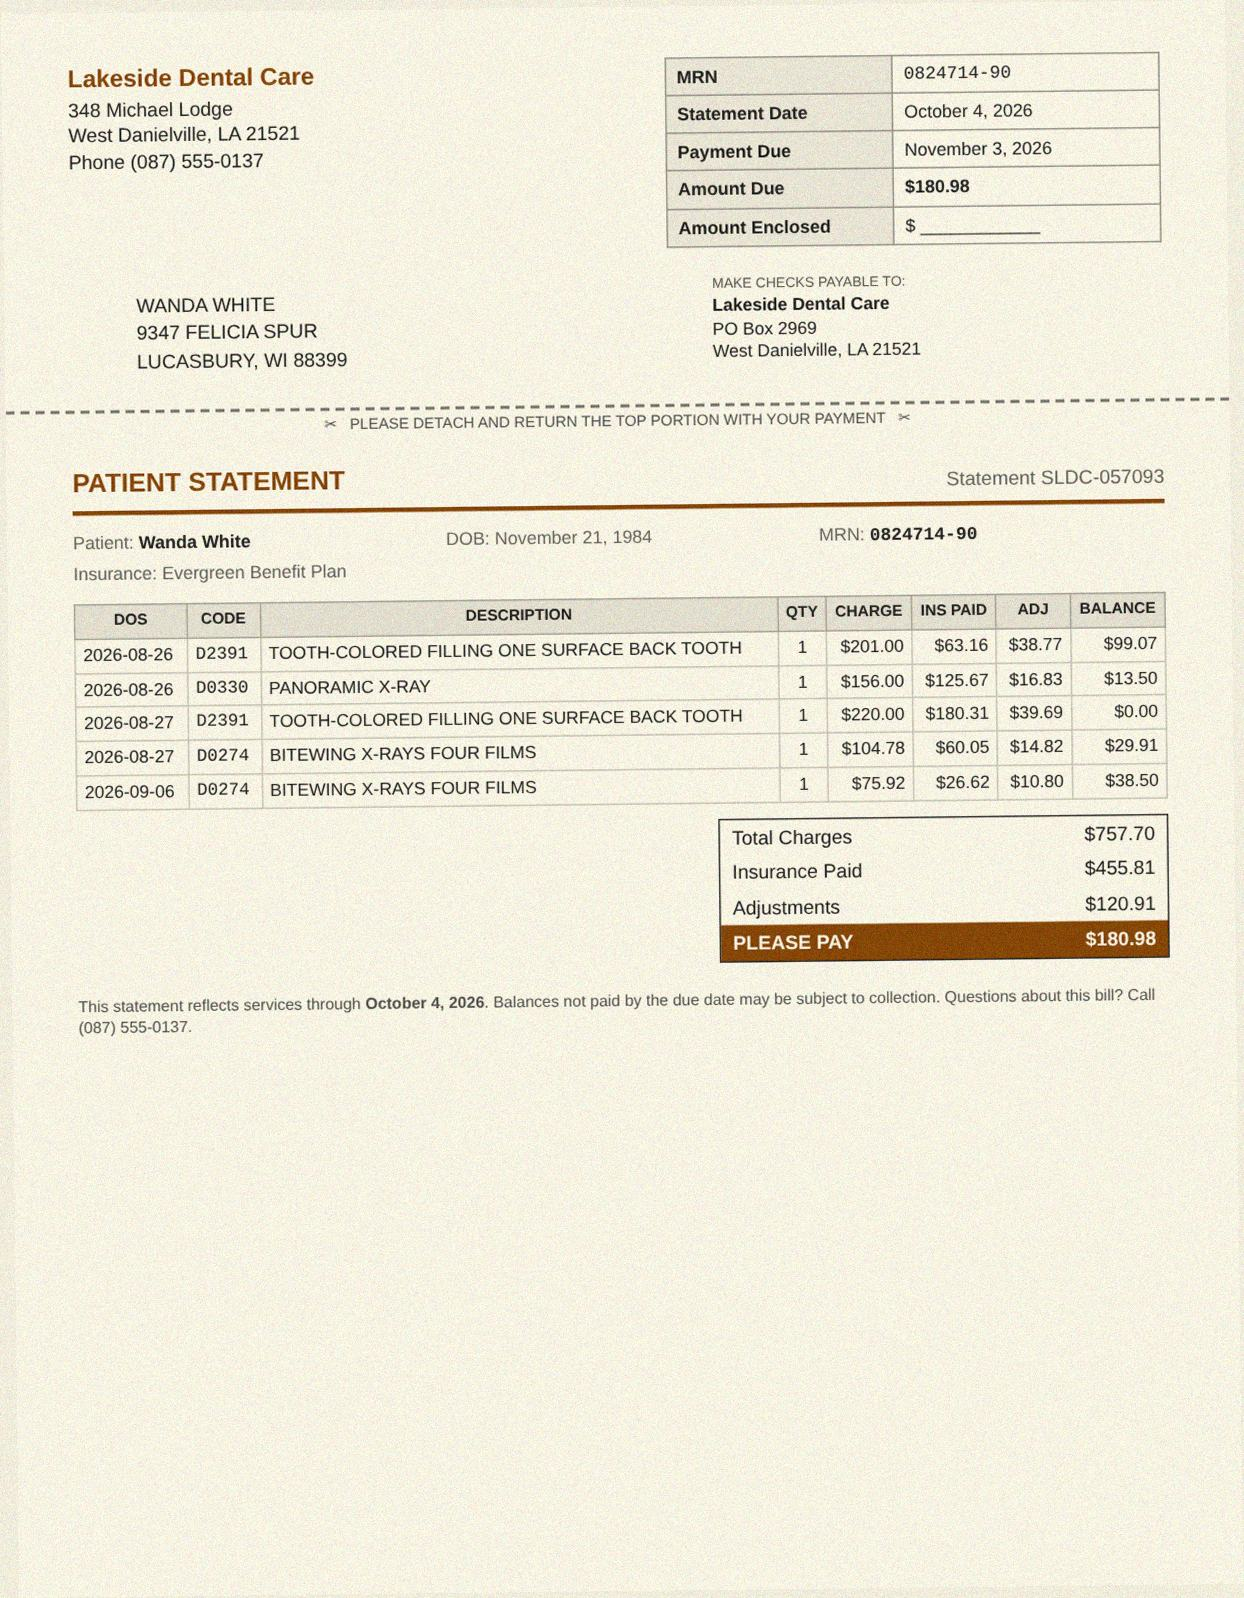 Lakeside Dental Care
348 Michael Lodge
West Danielville, LA 21521
Phone (087) 555-0137
MRN 0824714-90
Statement Date October 4, 2026
Payment Due November 3, 2026
Amount Due $180.98
Amount Enclosed $ ____________
WANDA WHITE
9347 FELICIA SPUR
LUCASBURY, WI 88399
MAKE CHECKS PAYABLE TO:
Lakeside Dental Care
PO Box 2969
West Danielville, LA 21521
✂ PLEASE DETACH AND RETURN THE TOP PORTION WITH YOUR PAYMENT ✂
PATIENT STATEMENT Statement SLDC-057093
Patient: Wanda White DOB: November 21, 1984 MRN: 0824714-90
Insurance: Evergreen Benefit Plan
DOS CODE DESCRIPTION QTY CHARGE INS PAID ADJ BALANCE
2026-08-26 D2391 TOOTH-COLORED FILLING ONE SURFACE BACK TOOTH 1 $201.00 $63.16 $38.77 $99.07
2026-08-26 D0330 PANORAMIC X-RAY 1 $156.00 $125.67 $16.83 $13.50
2026-08-27 D2391 TOOTH-COLORED FILLING ONE SURFACE BACK TOOTH 1 $220.00 $180.31 $39.69 $0.00
2026-08-27 D0274 BITEWING X-RAYS FOUR FILMS 1 $104.78 $60.05 $14.82 $29.91
2026-09-06 D0274 BITEWING X-RAYS FOUR FILMS 1 $75.92 $26.62 $10.80 $38.50
Total Charges $757.70
Insurance Paid $455.81
Adjustments $120.91
PLEASE PAY $180.98
This statement reflects services through October 4, 2026. Balances not paid by the due date may be subject to collection. Questions about this bill? Call
(087) 555-0137.